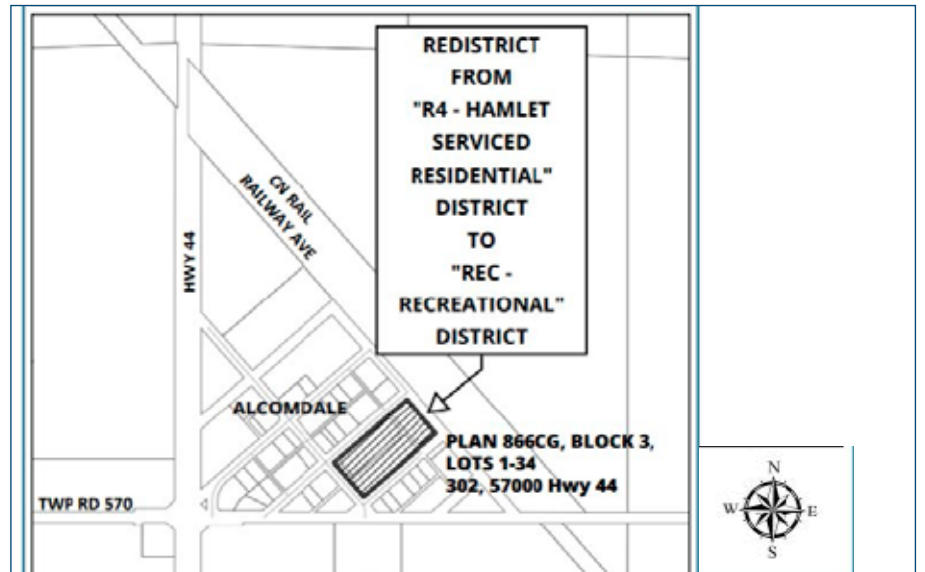 REDISTRICT
FROM
"R4 - HAMLET
SERVICED
RESIDENTIAL"
DISTRICT
TO
"REC -
RECREATIONAL"
DISTRICT
CN RAIL
RAILWAY AVE
HWY 44
ALCOMDALE
PLAN 866CG, BLOCK 3,
LOTS 1-34
302, 57000 Hwy 44
TWP RD 570
N
W E
S